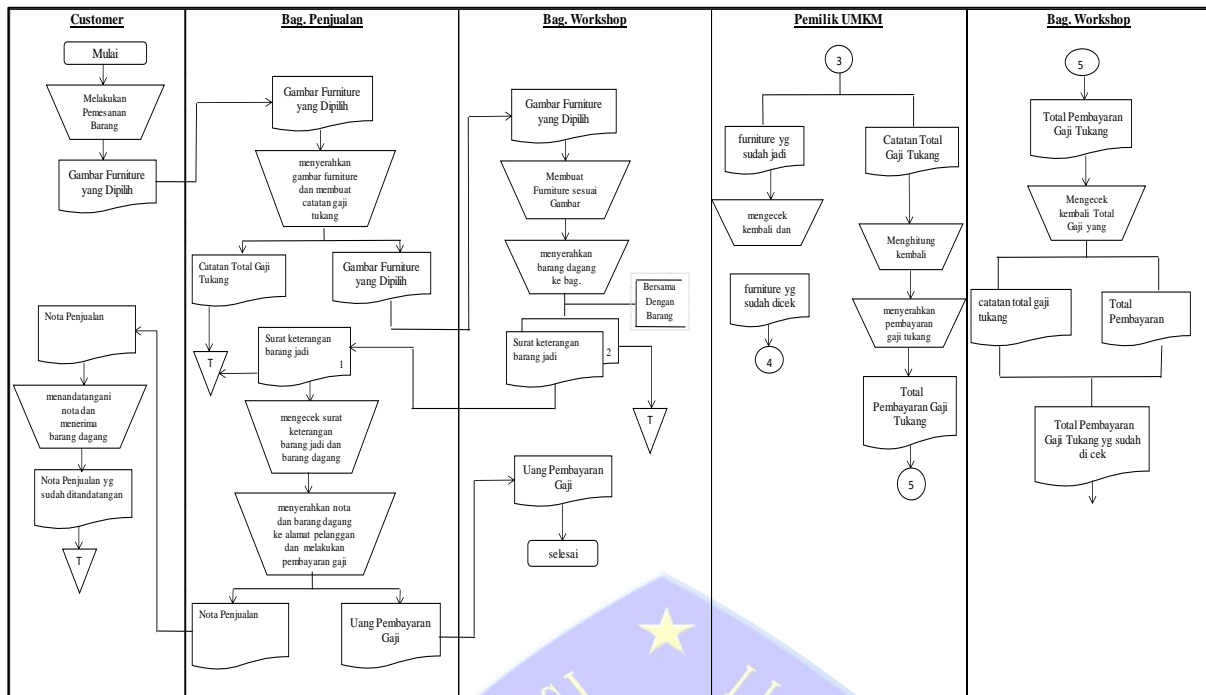 Customer
Mulai
Melakukan
Pemesanan
Barang
Gambar Furniture
yang Dipilih
Nota Penjualan
menandatangani
nota dan
menerima
barang dagang
Nota Penjualan yg
sudah ditandatangan
T
Bag. Penjualan
Gambar Furniture
yang Dipilih
menyerahkan
gambar furniture
dan membuat
catatan gaji
tukang
Catatan Total Gaji
Tukang
Gambar Furniture
yang Dipilih
T
Surat keterangan
barang jadi
1
mengecek surat
keterangan
barang jadi dan
barang dagang
menyerahkan nota
dan barang dagang
ke alamat pelanggan
dan melakukan
pembayaran gaji
Nota Penjualan
Uang Pembayaran
Gaji
Bag. Workshop
Gambar Furniture
yang Dipilih
Membuat
Furniture sesuai
Gambar
menyerahkan
barang dagang
ke bag.
Bersama
Dengan
Barang
Surat keterangan
barang jadi
2
T
Uang Pembayaran
Gaji
selesai
Pemilik UMKM
3
furniture yg
sudah jadi
mengecek
kembali dan
furniture yg
sudah dicek
4
Catatan Total
Gaji Tukang
Menghitung
kembali
menyerahkan
pembayaran
gaji tukang
Total
Pembayaran Gaji
Tukang
5
Bag. Workshop
5
Total Pembayaran
Gaji Tukang
Mengecek
kembali Total
Gaji yang
catatan total gaji
tukang
Total
Pembayaran
Total Pembayaran
Gaji Tukang yg sudah
di cek